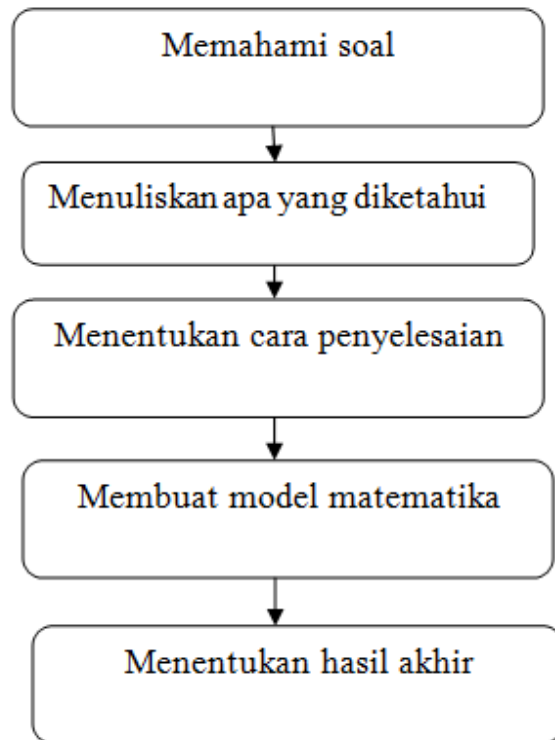 Memahami soal
Menuliskan apa yang diketahui
Menentukan cara penyelesaian
Membuat model matematika
Menentukan hasil akhir